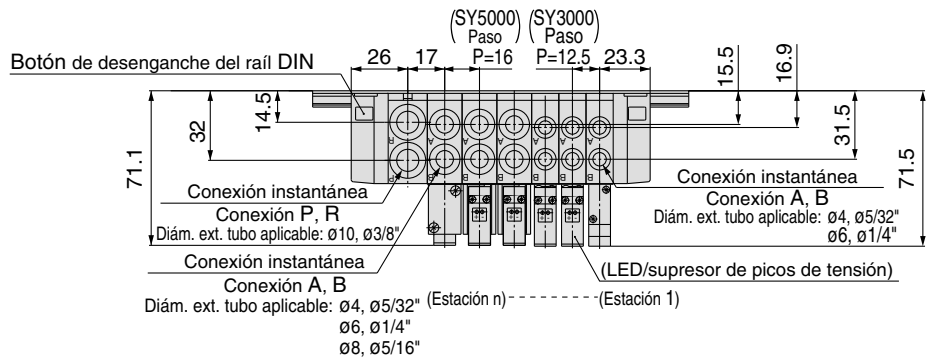 (SY5000) (SY3000)
Paso Paso
26 17 P=16 P=12.5 23.3
Botón de desenganche del raíl DIN
15.5
16.9
14.5
32
71.1
31.5
71.5
R A A A A A A
P B B B B B B
Conexión instantánea
Conexión P, R
Diám. ext. tubo aplicable: ø10, ø3/8"
Conexión instantánea
Conexión A, B
Diám. ext. tubo aplicable: ø4, ø5/32"
ø6, ø1/4"
Conexión instantánea
Conexión A, B
Diám. ext. tubo aplicable: ø4, ø5/32"
ø6, ø1/4"
ø8, ø5/16"
(LED/supresor de picos de tensión)
(Estación n) (Estación 1)